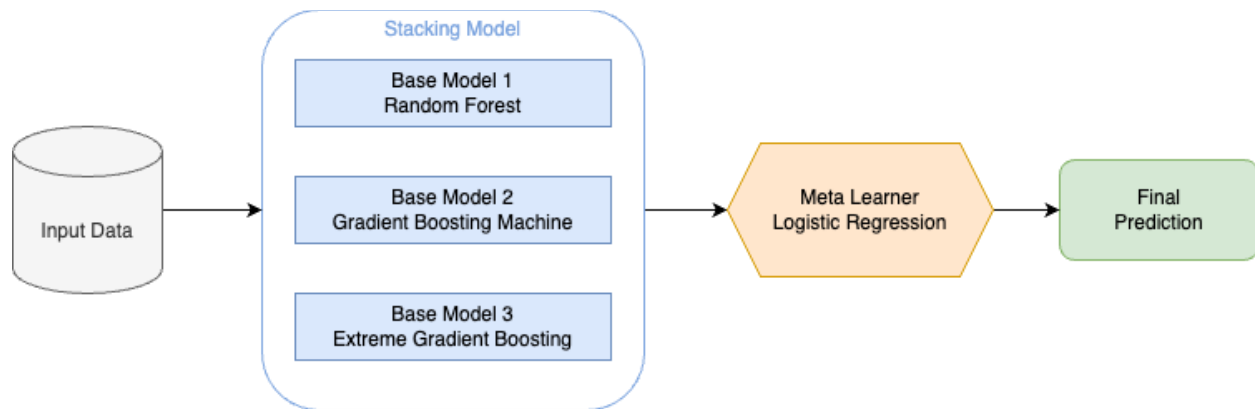 Stacking Model
Base Model 1
Random Forest
Input Data
Base Model 2
Gradient Boosting Machine
Base Model 3
Extreme Gradient Boosting
Meta Learner
Logistic Regression
Final
Prediction